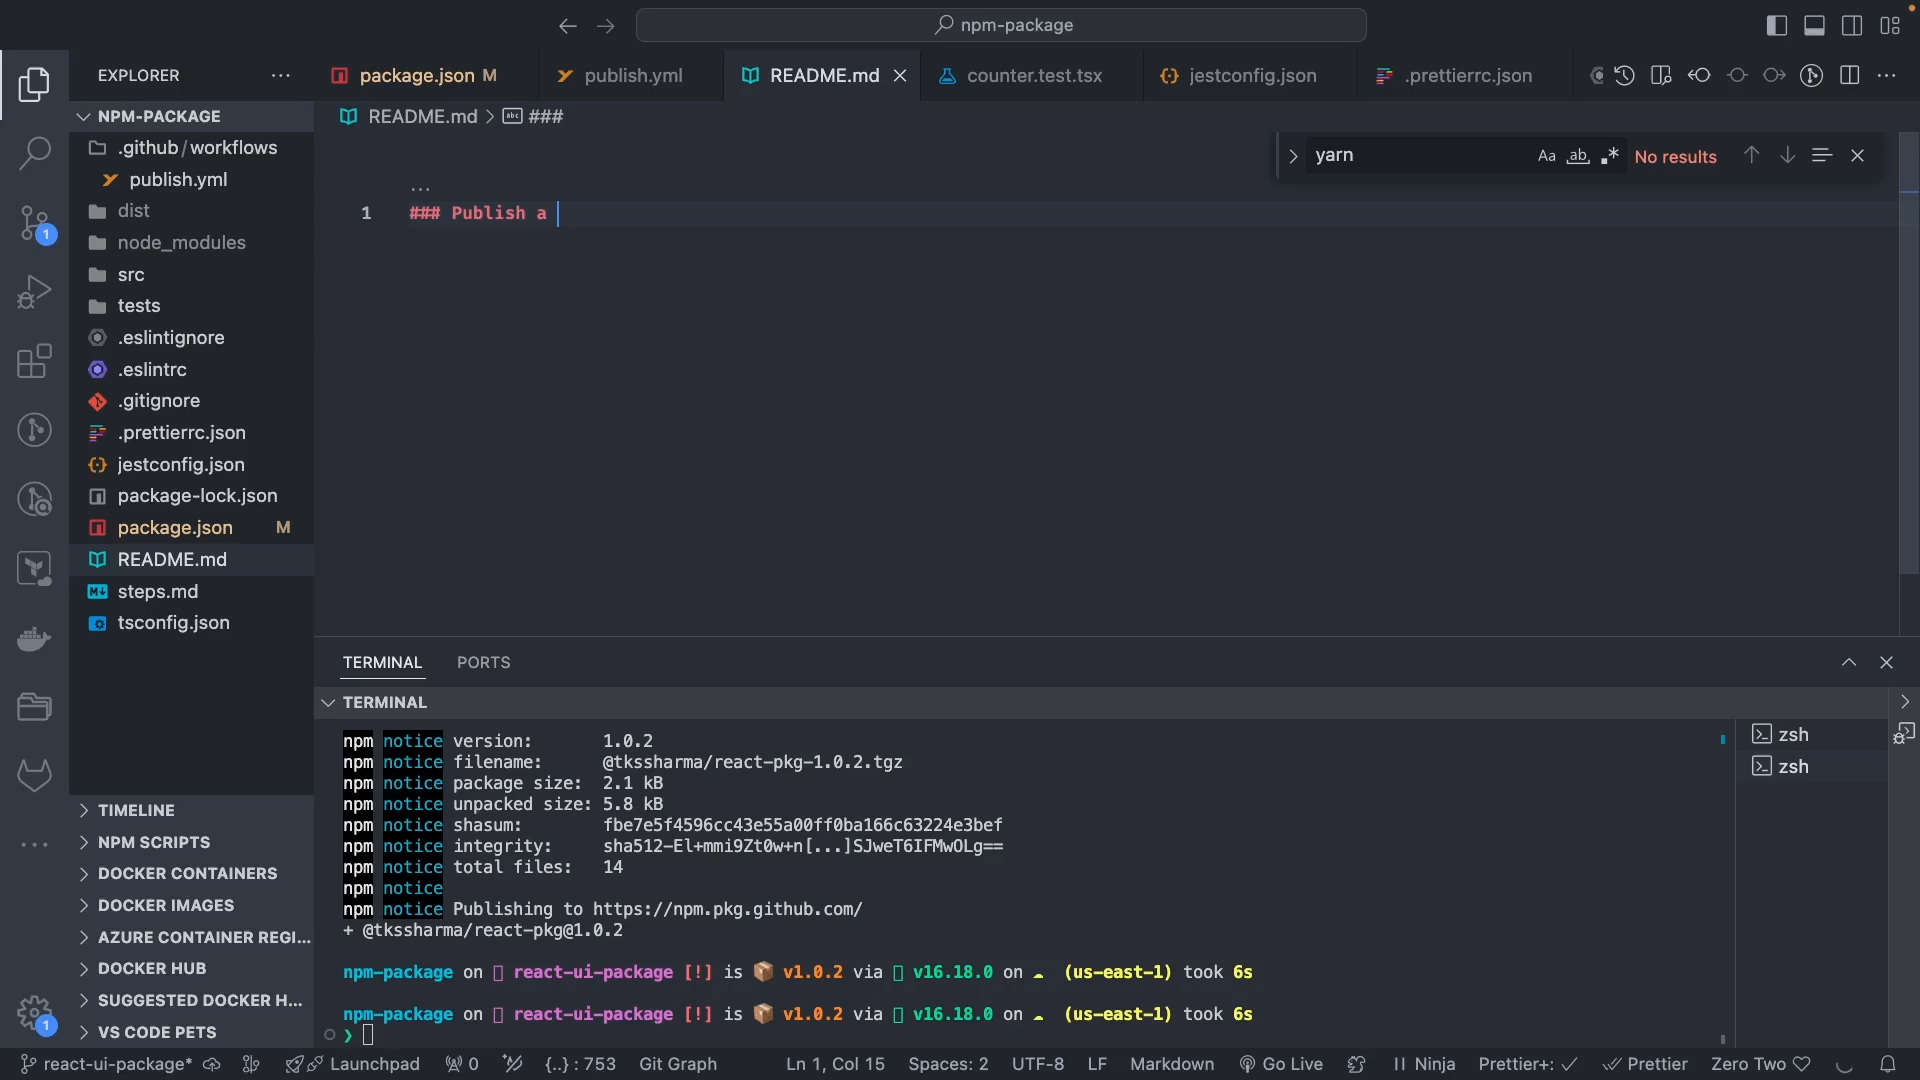 npm-package
EXPLORER
package.json M
publish.yml
README.md
counter.test.tsx
jestconfig.json
.prettierrc.json
NPM-PACKAGE
README.md > ###
.github/workflows
publish.yml
dist
node_modules
src
tests
.eslintignore
.eslintrc
.gitignore
.prettierrc.json
jestconfig.json
package-lock.json
package.json M
README.md
steps.md
tsconfig.json
yarn
Aa ab .* No results
...
1 ### Publish a
TERMINAL PORTS
TERMINAL
npm notice version: 1.0.2
npm notice filename: @tkssharma/react-pkg-1.0.2.tgz
npm notice package size: 2.1 kB
npm notice unpacked size: 5.8 kB
npm notice shasum: fbe7e5f4596cc43e55a00ff0ba166c63224e3bef
npm notice integrity: sha512-El+mmi9Zt0w+n[...]SJweT6IFMwOLg==
npm notice total files: 14
npm notice
npm notice Publishing to https://npm.pkg.github.com/
+ @tkssharma/react-pkg@1.0.2
npm-package on react-ui-package [!] is 📦 v1.0.2 via v16.18.0 on ☁ (us-east-1) took 6s
npm-package on react-ui-package [!] is 📦 v1.0.2 via v16.18.0 on ☁ (us-east-1) took 6s
❯
zsh
zsh
TIMELINE
NPM SCRIPTS
DOCKER CONTAINERS
DOCKER IMAGES
AZURE CONTAINER REGI...
DOCKER HUB
SUGGESTED DOCKER H...
VS CODE PETS
1
1
react-ui-package* Launchpad 0 {..} : 753 Git Graph Ln 1, Col 15 Spaces: 2 UTF-8 LF Markdown Go Live Ninja Prettier+: ✓ Prettier Zero Two ♡